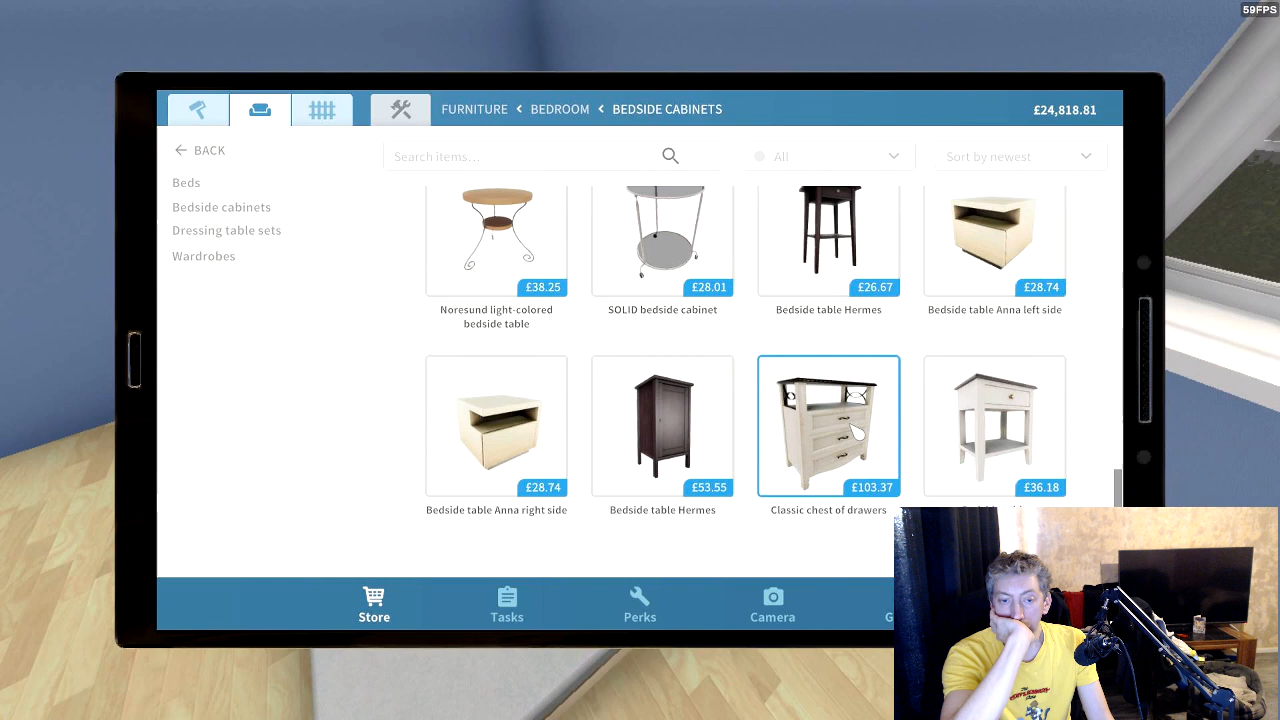 59FPS
FURNITURE < BEDROOM < BEDSIDE CABINETS
£24,818.81
BACK
Search items...
All
Sort by newest
Beds
Bedside cabinets
Dressing table sets
Wardrobes
£38.25
£28.01
£26.67
£28.74
Noresund light-colored
bedside table
SOLID bedside cabinet
Bedside table Hermes
Bedside table Anna left side
£28.74
£53.55
£103.37
£36.18
Bedside table Anna right side
Bedside table Hermes
Classic chest of drawers
Store
Tasks
Perks
Camera